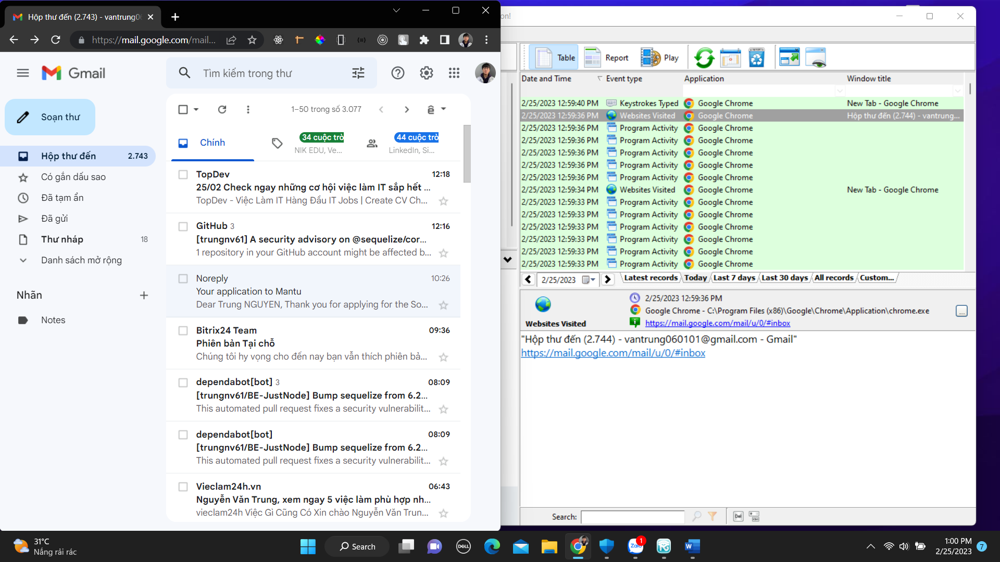 Hộp thư đến (2.743) - vantrung06
https://mail.google.com/mail...
Gmail
Tìm kiếm trong thư
Soạn thư
Hộp thư đến 2.743
Có gắn dấu sao
Đã tạm ẩn
Đã gửi
Thư nháp 18
Danh sách mở rộng
Nhãn
Notes
1–50 trong số 3.077
ê
Chính
34 cuộc trò
NIK EDU, Ve...
44 cuộc trò
LinkedIn, Si...
TopDev 12:18
25/02 Check ngay những cơ hội việc làm IT sắp hết ...
TopDev - Việc Làm IT Hàng Đầu IT Jobs | Create CV Ch...
GitHub 3 12:16
[trungnv61] A security advisory on @sequelize/cor...
1 repository in your GitHub account might be affected b...
Noreply 10:26
Your application to Mantu
Dear Trung NGUYEN, Thank you for applying for the So...
Bitrix24 Team 09:36
Phiên bản Tại chỗ
Chúng tôi hy vọng cho đến nay bạn vẫn thích phiên bả...
dependabot[bot] 3 08:09
[trungnv61/BE-JustNode] Bump sequelize from 6.2...
This automated pull request fixes a security vulnerabilit...
dependabot[bot] 08:09
[trungnv61/BE-JustNode] Bump sequelize from 6.2...
This automated pull request fixes a security vulnerabilit...
Vieclam24h.vn 06:43
Nguyễn Văn Trung, xem ngay 5 việc làm phù hợp nh...
vieclam24h Việc Gì Cũng Có Xin chào Nguyễn Văn Trun...
on!
Table Report Play
Date and Time Event type Application Window title
2/25/2023 12:59:40 PM Keystrokes Typed Google Chrome New Tab - Google Chrome
2/25/2023 12:59:36 PM Websites Visited Google Chrome Hộp thư đến (2.744) - vantrung...
2/25/2023 12:59:36 PM Program Activity Google Chrome
2/25/2023 12:59:36 PM Program Activity Google Chrome
2/25/2023 12:59:36 PM Program Activity Google Chrome
2/25/2023 12:59:36 PM Program Activity Google Chrome
2/25/2023 12:59:36 PM Program Activity Google Chrome
2/25/2023 12:59:34 PM Websites Visited Google Chrome New Tab - Google Chrome
2/25/2023 12:59:33 PM Program Activity Google Chrome
2/25/2023 12:59:33 PM Program Activity Google Chrome
2/25/2023 12:59:33 PM Program Activity Google Chrome
2/25/2023 12:59:33 PM Program Activity Google Chrome
2/25/2023 12:59:33 PM Program Activity Google Chrome
2/25/2023 12:59:33 PM Program Activity Google Chrome
2/25/2023 Latest records Today Last 7 days Last 30 days All records Custom...
2/25/2023 12:59:36 PM
Google Chrome - C:\Program Files (x86)\Google\Chrome\Application\chrome.exe
...
Websites Visited https://mail.google.com/mail/u/0/#inbox
"Hộp thư đến (2.744) - vantrung060101@gmail.com - Gmail"
https://mail.google.com/mail/u/0/#inbox
Search: Del
31°C
Nắng rải rác
Search
DELL
Zalo
1
W
1:00 PM
2/25/2023
7